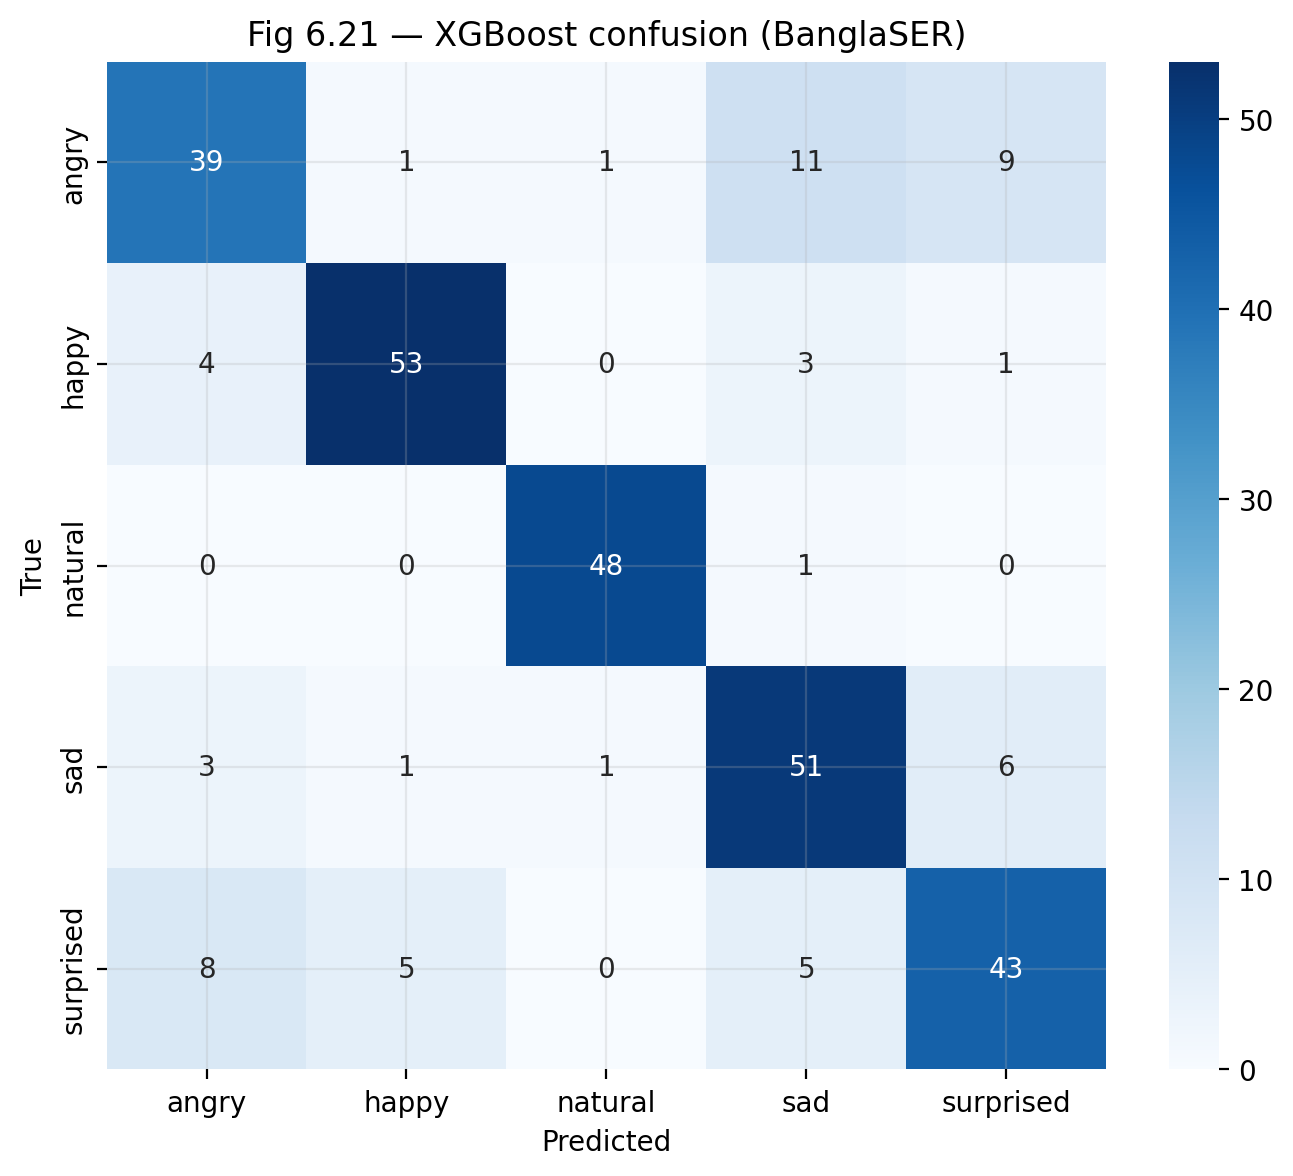 Fig 6.21 — XGBoost confusion (BanglaSER)
angry 39 1 1 11 9
happy 4 53 0 3 1
natural 0 0 48 1 0
sad 3 1 1 51 6
surprised 8 5 0 5 43
True
angry happy natural sad surprised
Predicted
50
40
30
20
10
0